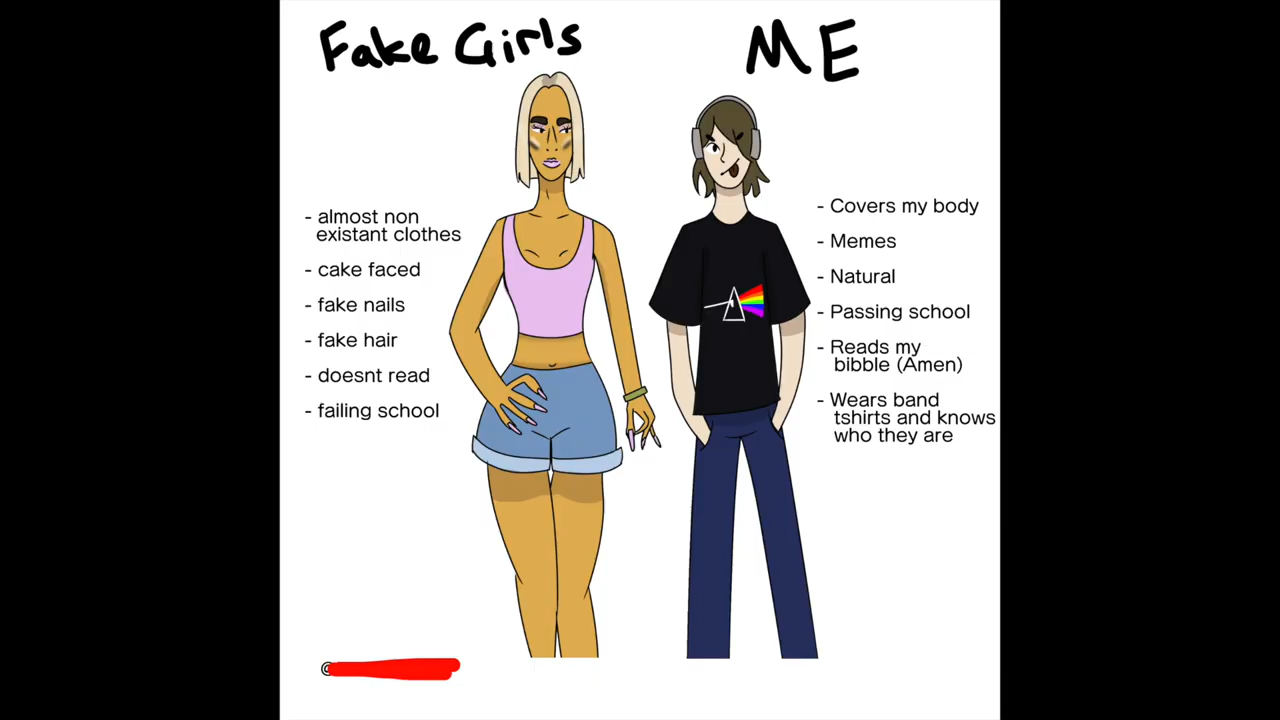 Fake Girls
ME
- almost non
existant clothes
- cake faced
- fake nails
- fake hair
- doesnt read
- failing school
- Covers my body
- Memes
- Natural
- Passing school
- Reads my
bibble (Amen)
- Wears band
tshirts and knows
who they are
@